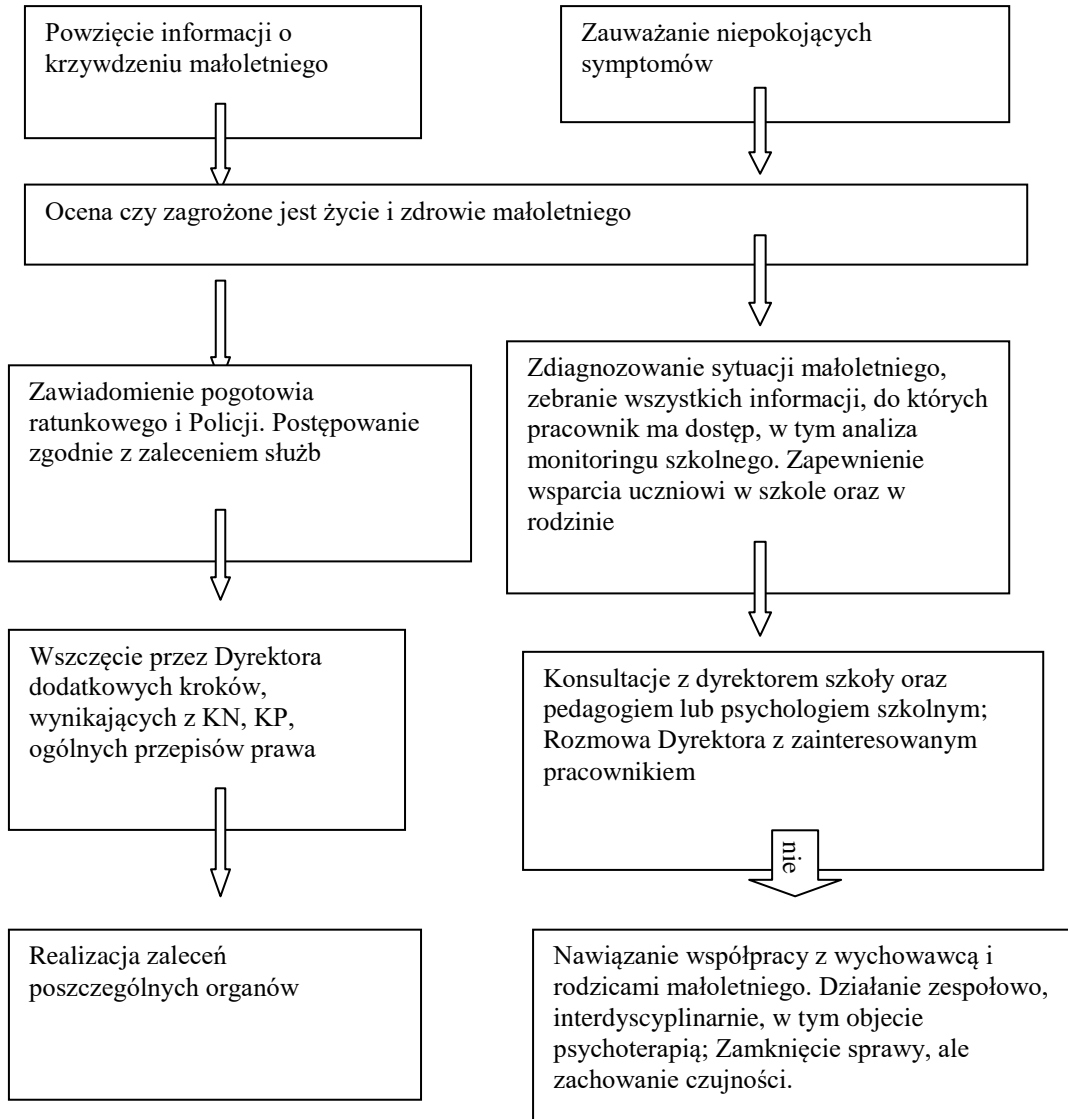 Powzięcie informacji o
krzywdzeniu małoletniego
Zauważanie niepokojących
symptomów
Ocena czy zagrożone jest życie i zdrowie małoletniego
Zawiadomienie pogotowia
ratunkowego i Policji. Postępowanie
zgodnie z zaleceniem służb
Zdiagnozowanie sytuacji małoletniego,
zebranie wszystkich informacji, do których
pracownik ma dostęp, w tym analiza
monitoringu szkolnego. Zapewnienie
wsparcia uczniowi w szkole oraz w
rodzinie
Wszczęcie przez Dyrektora
dodatkowych kroków,
wynikających z KN, KP,
ogólnych przepisów prawa
Konsultacje z dyrektorem szkoły oraz
pedagogiem lub psychologiem szkolnym;
Rozmowa Dyrektora z zainteresowanym
pracownikiem
nie
Realizacja zaleceń
poszczególnych organów
Nawiązanie współpracy z wychowawcą i
rodzicami małoletniego. Działanie zespołowo,
interdyscyplinarnie, w tym objecie
psychoterapią; Zamknięcie sprawy, ale
zachowanie czujności.